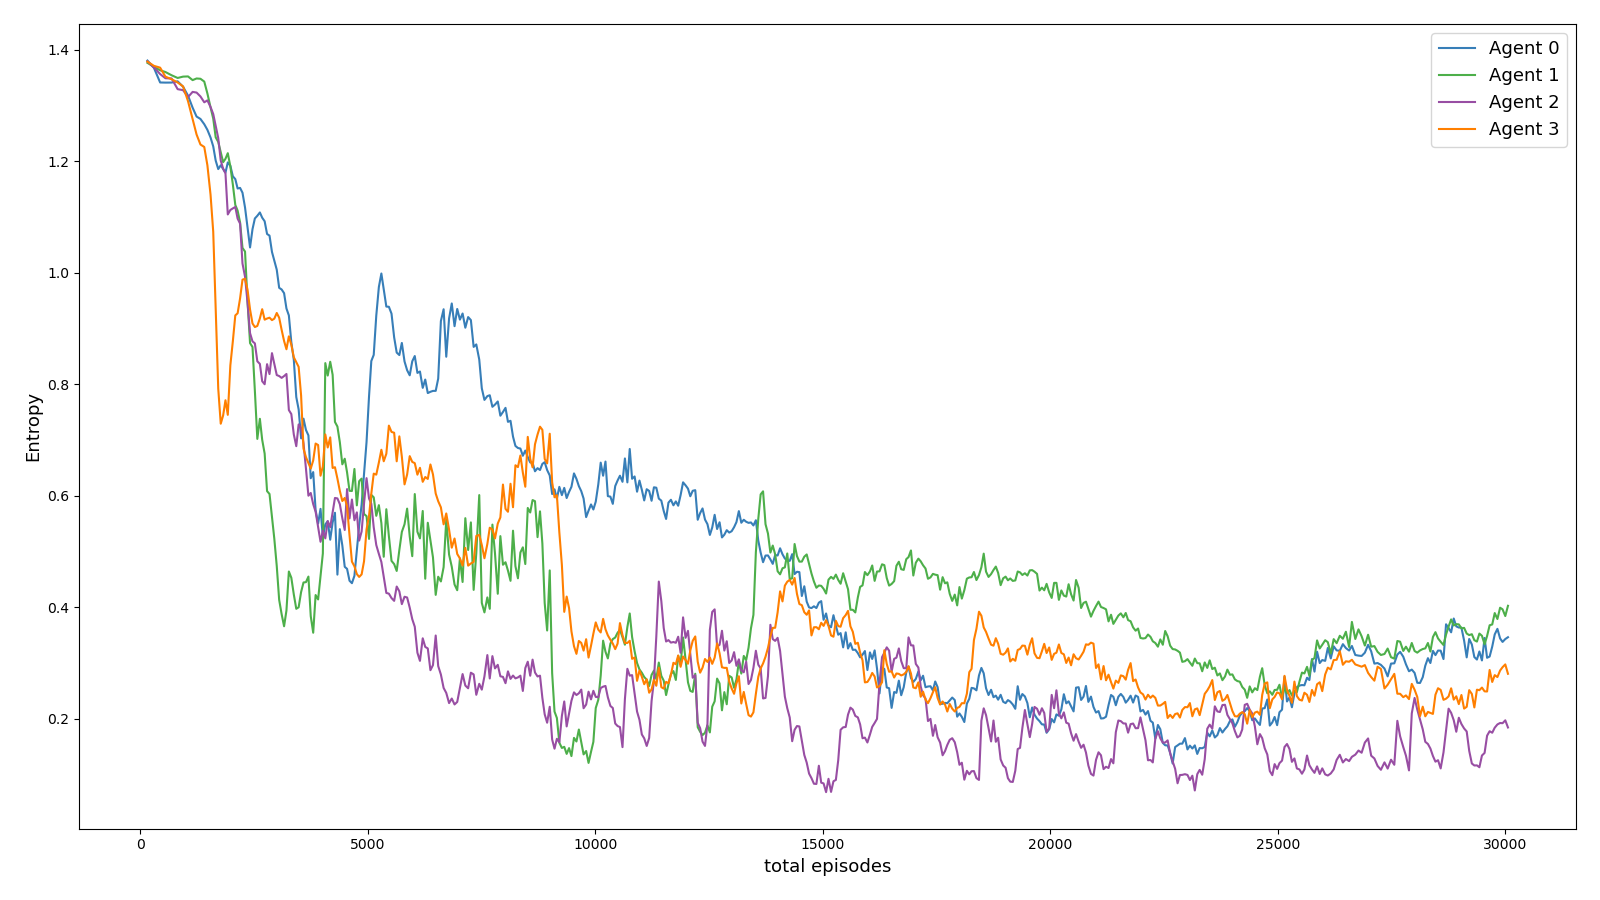 Agent 0
Agent 1
Agent 2
Agent 3
Entropy
1.4
1.2
1.0
0.8
0.6
0.4
0.2
0 5000 10000 15000 20000 25000 30000
total episodes